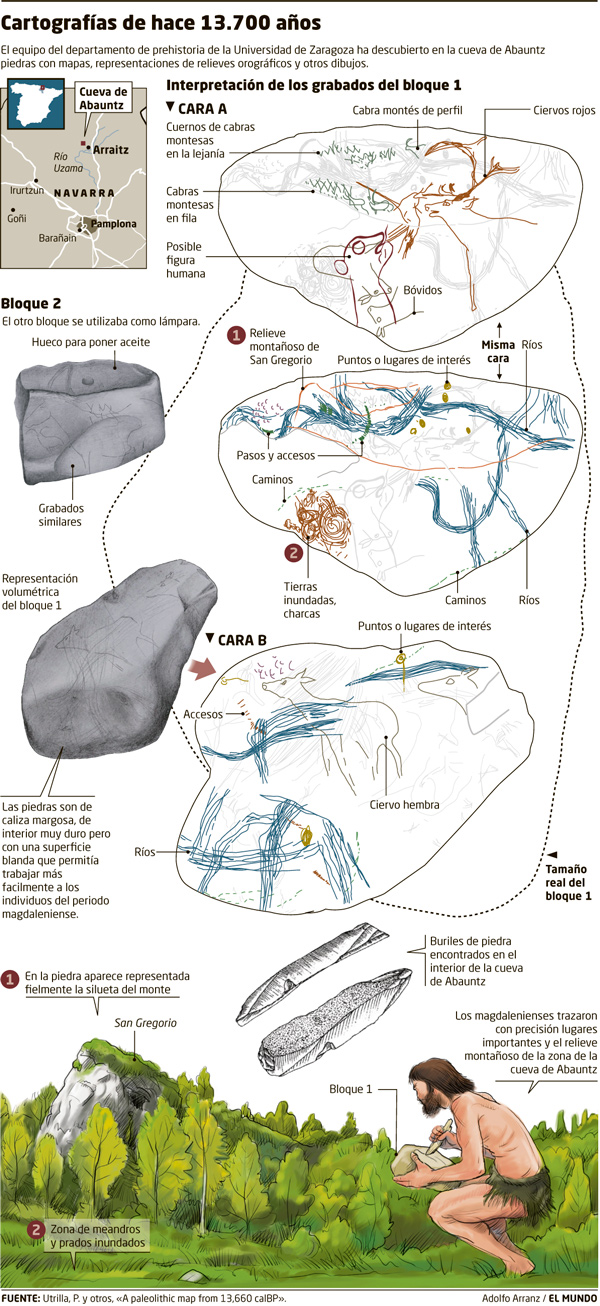 Cartografías de hace 13.700 años
El equipo del departamento de prehistoria de la Universidad de Zaragoza ha descubierto en la cueva de Abauntz
piedras con mapas, representaciones de relieves orográficos y otros dibujos.
Cueva de
Abauntz
Arraitz
Río
Uzama
Irurtzun
NAVARRA
Goñi
Pamplona
Barañain
Interpretación de los grabados del bloque 1
CARA A
Cabra montés de perfil
Ciervos rojos
Cuernos de cabras
montesas
en la lejanía
Cabras
montesas
en fila
Posible
figura
humana
Bóvidos
Bloque 2
El otro bloque se utilizaba como lámpara.
Hueco para poner aceite
Grabados
similares
1 Relieve
montañoso de
San Gregorio
Misma
cara
Ríos
Puntos o lugares de interés
Pasos y accesos
Caminos
2
Tierras
inundadas,
charcas
Caminos
Ríos
Representación
volumétrica
del bloque 1
CARA B
Puntos o lugares de interés
Accesos
Ciervo hembra
Ríos
Las piedras son de
caliza margosa, de
interior muy duro pero
con una superficie
blanda que permitía
trabajar más
facilmente a los
individuos del periodo
magdaleniense.
Tamaño
real del
bloque 1
Buriles de piedra
encontrados en el
interior de la cueva
de Abauntz
1 En la piedra aparece representada
fielmente la silueta del monte
San Gregorio
Los magdalenienses trazaron
con precisión lugares
importantes y el relieve
montañoso de la zona de la
cueva de Abauntz
Bloque 1
2 Zona de meandros
y prados inundados
FUENTE: Utrilla, P. y otros, «A paleolithic map from 13,660 calBP».
Adolfo Arranz / EL MUNDO